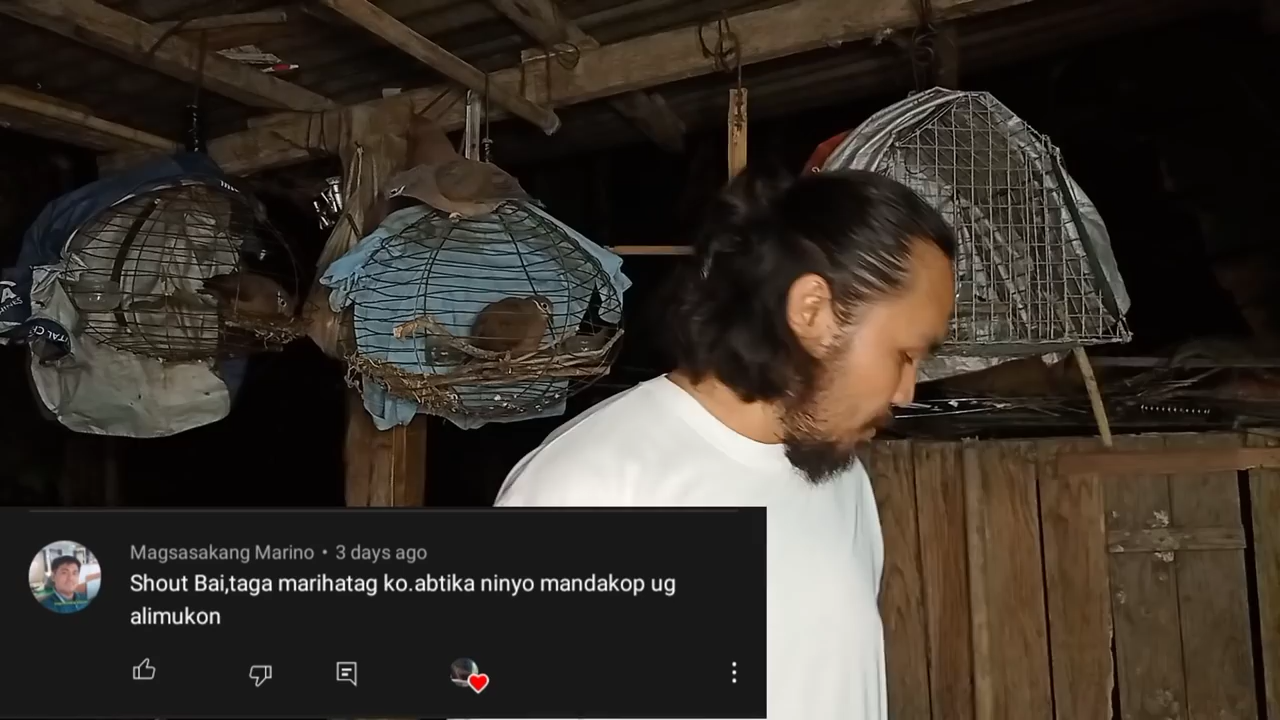 Magsasakang Marino • 3 days ago
Shout Bai,taga marihatag ko.abtika ninyo mandakop ug
alimukon